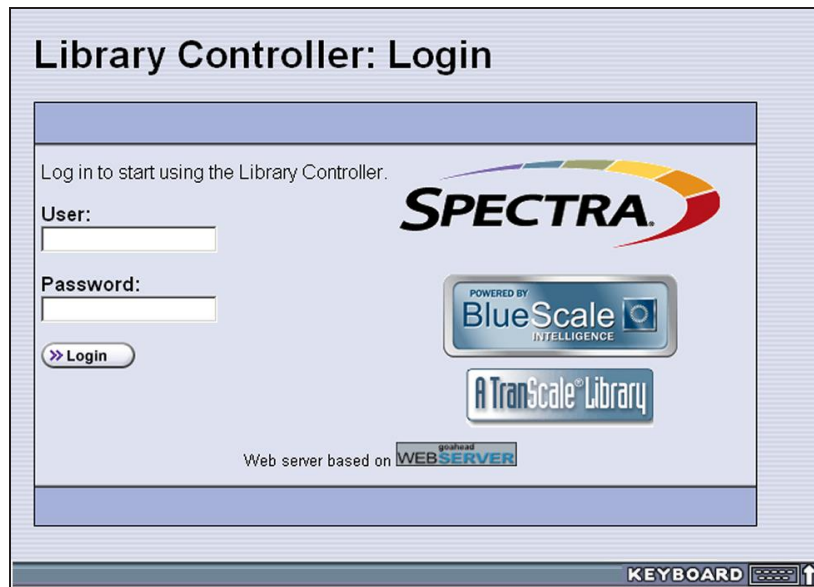 Library Controller: Login
Log in to start using the Library Controller.
SPECTRA
User:
Password:
POWERED BY
BlueScale
INTELLIGENCE
>> Login
A TranScale® Library
Web server based on goahead WEBSERVER
KEYBOARD